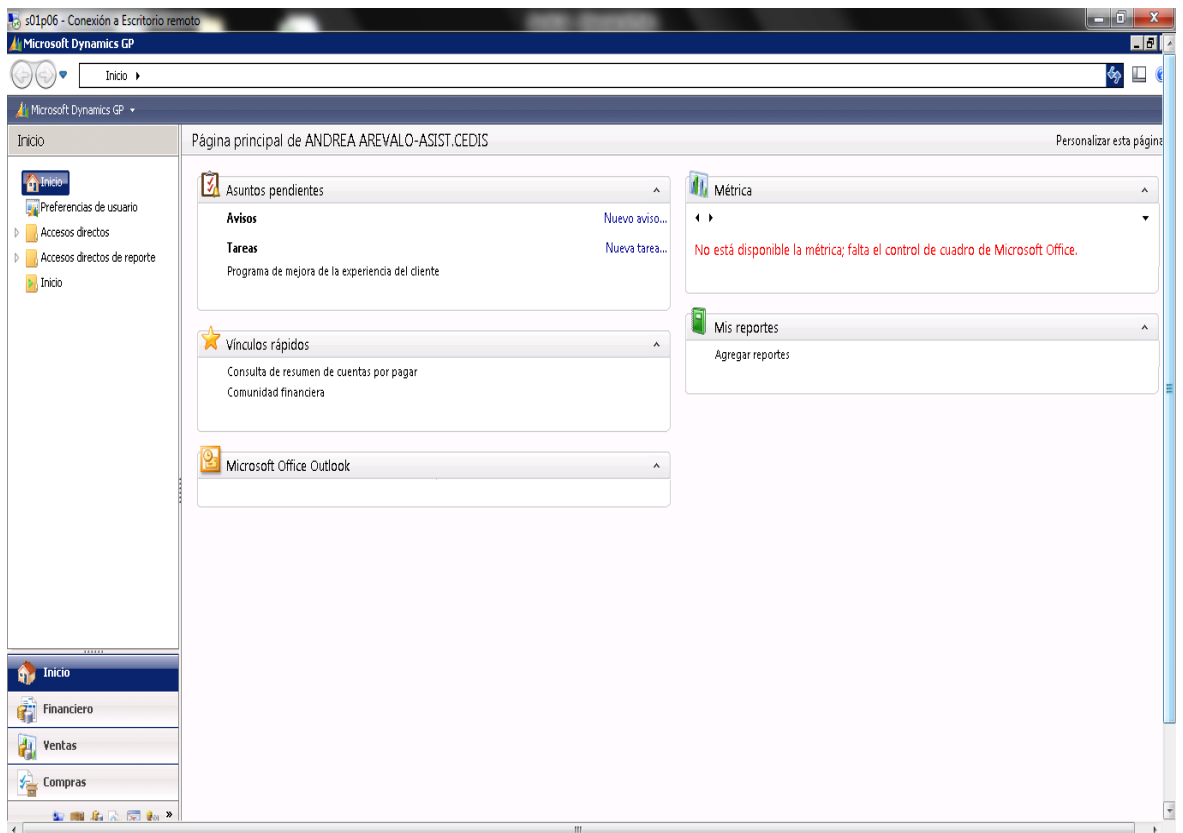 s01p06 - Conexión a Escritorio remoto
Microsoft Dynamics GP
Inicio
Microsoft Dynamics GP
Inicio
Página principal de ANDREA AREVALO-ASIST.CEDIS
Personalizar esta página
Inicio
Preferencias de usuario
Accesos directos
Accesos directos de reporte
Inicio
Asuntos pendientes
Avisos
Nuevo aviso...
Tareas
Nueva tarea...
Programa de mejora de la experiencia del cliente
Vínculos rápidos
Consulta de resumen de cuentas por pagar
Comunidad financiera
Microsoft Office Outlook
Métrica
No está disponible la métrica; falta el control de cuadro de Microsoft Office.
Mis reportes
Agregar reportes
Inicio
Financiero
Ventas
Compras